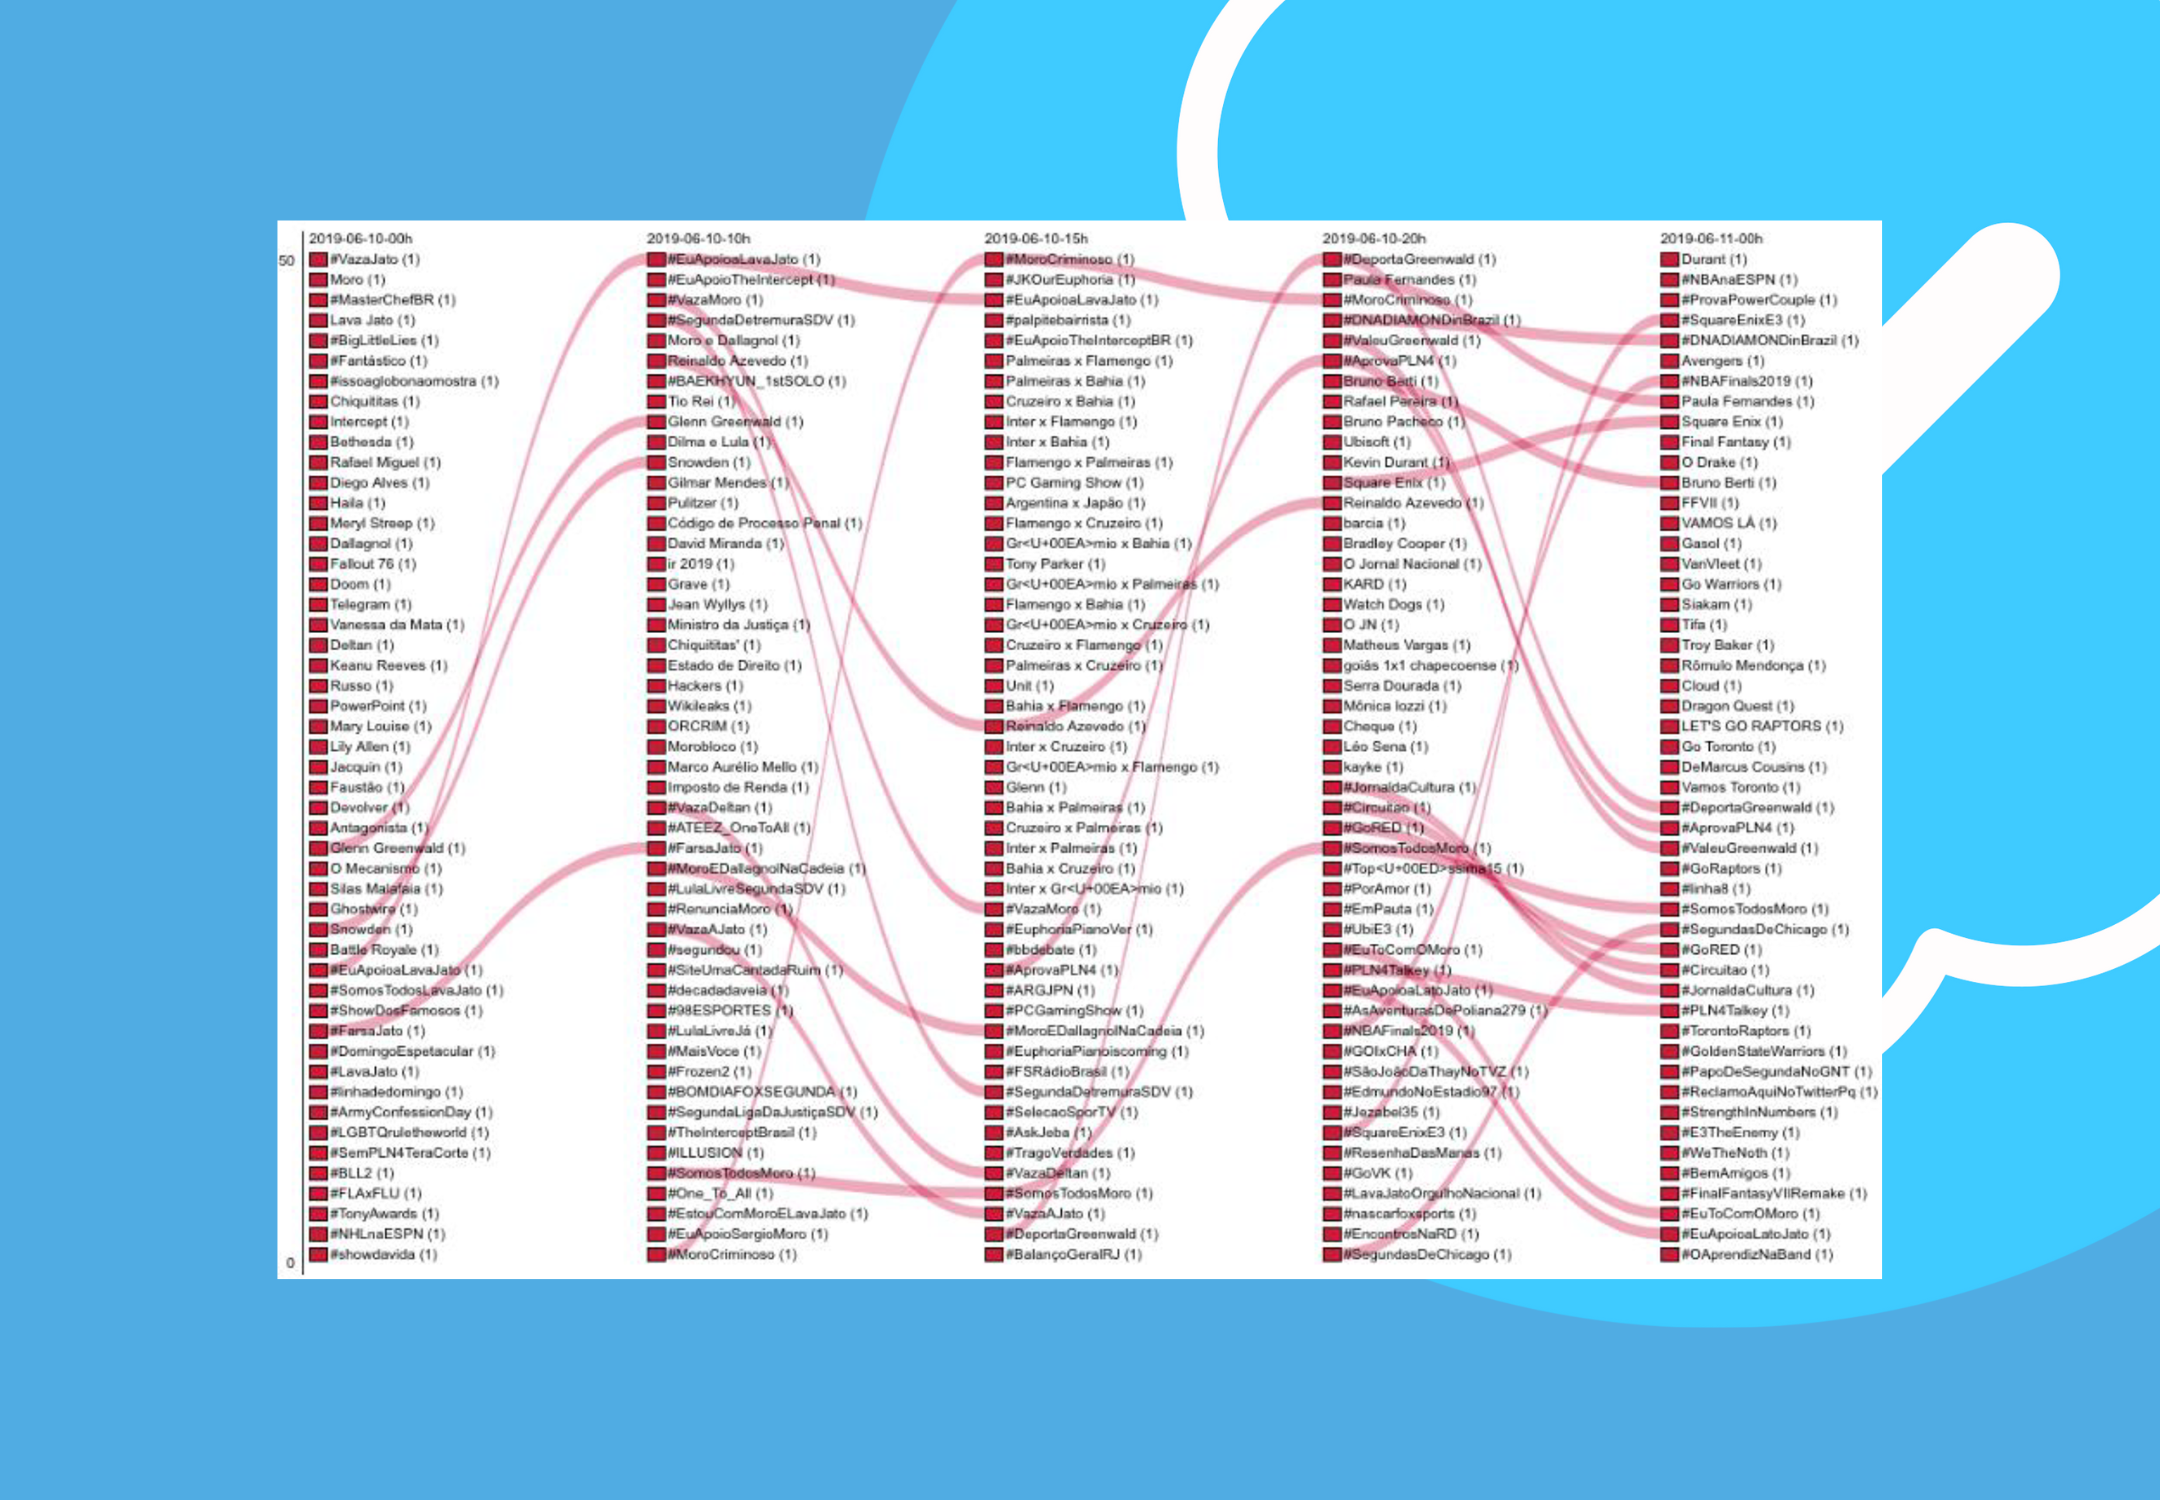 2019-06-10-00h
50
#VazaJato (1)
Moro (1)
#MasterChefBR (1)
Lava Jato (1)
#BigLittleLies (1)
#Fantástico (1)
#issoaglobonaomostra (1)
Chiquititas (1)
Intercept (1)
Bethesda (1)
Rafael Miguel (1)
Diego Alves (1)
Haila (1)
Meryl Streep (1)
Dallagnol (1)
Fallout 76 (1)
Doom (1)
Telegram (1)
Vanessa da Mata (1)
Deltan (1)
Keanu Reeves (1)
Russo (1)
PowerPoint (1)
Mary Louise (1)
Lily Allen (1)
Jacquin (1)
Faustão (1)
Devolver (1)
Antagonista (1)
Glenn Greenwald (1)
O Mecanismo (1)
Silas Malafaia (1)
Ghostwire (1)
Snowden (1)
Battle Royale (1)
#EuApoioaLavaJato (1)
#SomosTodosLavaJato (1)
#ShowDosFamosos (1)
#FarsaJato (1)
#DomingoEspetacular (1)
#LavaJato (1)
#linhadedomingo (1)
#ArmyConfessionDay (1)
#LGBTQruletheworld (1)
#SemPLN4TeraCorte (1)
#BLL2 (1)
#FLAxFLU (1)
#TonyAwards (1)
#NHLnaESPN (1)
#showdavida (1)
0
2019-06-10-10h
#EuApoioaLavaJato (1)
#EuApoioTheIntercept (1)
#VazaMoro (1)
#SegundaDetremuraSDV (1)
Moro e Dallagnol (1)
Reinaldo Azevedo (1)
#BAEKHYUN_1stSOLO (1)
Tio Rei (1)
Glenn Greenwald (1)
Dilma e Lula (1)
Snowden (1)
Gilmar Mendes (1)
Pulitzer (1)
Código de Processo Penal (1)
David Miranda (1)
ir 2019 (1)
Grave (1)
Jean Wyllys (1)
Ministro da Justiça (1)
Chiquititas' (1)
Estado de Direito (1)
Hackers (1)
Wikileaks (1)
ORCRIM (1)
Morobloco (1)
Marco Aurélio Mello (1)
Imposto de Renda (1)
#VazaDeltan (1)
#ATEEZ_OneToAll (1)
#FarsaJato (1)
#MoroEDallagnolNaCadeia (1)
#LulaLivreSegundaSDV (1)
#RenunciaMoro (1)
#VazaAJato (1)
#segundou (1)
#SiteUmaCantadaRuim (1)
#decadadaveia (1)
#98ESPORTES (1)
#LulaLivreJá (1)
#MaisVoce (1)
#Frozen2 (1)
#BOMDIAFOXSEGUNDA (1)
#SegundaLigaDaJustiçaSDV (1)
#TheInterceptBrasil (1)
#ILLUSION (1)
#SomosTodosMoro (1)
#One_To_All (1)
#EstouComMoroELavaJato (1)
#EuApoioSergioMoro (1)
#MoroCriminoso (1)
2019-06-10-15h
#MoroCriminoso (1)
#JKOurEuphoria (1)
#EuApoioaLavaJato (1)
#palpitebairrista (1)
#EuApoioTheInterceptBR (1)
Palmeiras x Flamengo (1)
Palmeiras x Bahia (1)
Cruzeiro x Bahia (1)
Inter x Flamengo (1)
Inter x Bahia (1)
Flamengo x Palmeiras (1)
PC Gaming Show (1)
Argentina x Japão (1)
Flamengo x Cruzeiro (1)
Gr<U+00EA>mio x Bahia (1)
Tony Parker (1)
Gr<U+00EA>mio x Palmeiras (1)
Flamengo x Bahia (1)
Gr<U+00EA>mio x Cruzeiro (1)
Cruzeiro x Flamengo (1)
Palmeiras x Cruzeiro (1)
Unit (1)
Bahia x Flamengo (1)
Reinaldo Azevedo (1)
Inter x Cruzeiro (1)
Gr<U+00EA>mio x Flamengo (1)
Glenn (1)
Bahia x Palmeiras (1)
Cruzeiro x Palmeiras (1)
Inter x Palmeiras (1)
Bahia x Cruzeiro (1)
Inter x Gr<U+00EA>mio (1)
#VazaMoro (1)
#EuphoriaPianoVer (1)
#bbdebate (1)
#AprovaPLN4 (1)
#ARGJPN (1)
#PCGamingShow (1)
#MoroEDallagnolNaCadeia (1)
#EuphoriaPianoiscoming (1)
#FSRádioBrasil (1)
#SegundaDetremuraSDV (1)
#SelecaoSporTV (1)
#AskJeba (1)
#TragoVerdades (1)
#VazaDeltan (1)
#SomosTodosMoro (1)
#VazaAJato (1)
#DeportaGreenwald (1)
#BalançoGeralRJ (1)
2019-06-10-20h
#DeportaGreenwald (1)
Paula Fernandes (1)
#MoroCriminoso (1)
#DNADIAMONDinBrazil (1)
#ValeuGreenwald (1)
#AprovaPLN4 (1)
Bruno Berti (1)
Rafael Pereira (1)
Bruno Pacheco (1)
Ubisoft (1)
Kevin Durant (1)
Square Enix (1)
Reinaldo Azevedo (1)
barcia (1)
Bradley Cooper (1)
O Jornal Nacional (1)
KARD (1)
Watch Dogs (1)
O JN (1)
Matheus Vargas (1)
goiás 1x1 chapecoense (1)
Serra Dourada (1)
Mônica Iozzi (1)
Cheque (1)
Léo Sena (1)
kayke (1)
#JornaldaCultura (1)
#Circuitao (1)
#GoRED (1)
#SomosTodosMoro (1)
#Top<U+00ED>ssima15 (1)
#PorAmor (1)
#EmPauta (1)
#UbiE3 (1)
#EuToComOMoro (1)
#PLN4Talkey (1)
#EuApoioaLatoJato (1)
#AsAventurasDePoliana279 (1)
#NBAFinals2019 (1)
#GOIxCHA (1)
#SãoJoãoDaThayNoTVZ (1)
#EdmundoNoEstadio97 (1)
#Jezabel35 (1)
#SquareEnixE3 (1)
#ResenhaDasManas (1)
#GoVK (1)
#LavaJatoOrgulhoNacional (1)
#nascarfoxsports (1)
#EncontrosNaRD (1)
#SegundasDeChicago (1)
2019-06-11-00h
Durant (1)
#NBAnaESPN (1)
#ProvaPowerCouple (1)
#SquareEnixE3 (1)
#DNADIAMONDinBrazil (1)
Avengers (1)
#NBAFinals2019 (1)
Paula Fernandes (1)
Square Enix (1)
Final Fantasy (1)
O Drake (1)
Bruno Berti (1)
FFVII (1)
VAMOS LÁ (1)
Gasol (1)
VanVleet (1)
Go Warriors (1)
Siakam (1)
Tifa (1)
Troy Baker (1)
Rômulo Mendonça (1)
Cloud (1)
Dragon Quest (1)
LET'S GO RAPTORS (1)
Go Toronto (1)
DeMarcus Cousins (1)
Vamos Toronto (1)
#DeportaGreenwald (1)
#AprovaPLN4 (1)
#ValeuGreenwald (1)
#GoRaptors (1)
#linha8 (1)
#SomosTodosMoro (1)
#SegundasDeChicago (1)
#GoRED (1)
#Circuitao (1)
#JornaldaCultura (1)
#PLN4Talkey (1)
#TorontoRaptors (1)
#GoldenStateWarriors (1)
#PapoDeSegundaNoGNT (1)
#ReclamoAquiNoTwitterPq (1)
#StrengthInNumbers (1)
#E3TheEnemy (1)
#WeTheNoth (1)
#BemAmigos (1)
#FinalFantasyVIIRemake (1)
#EuToComOMoro (1)
#EuApoioaLatoJato (1)
#OAprendizNaBand (1)